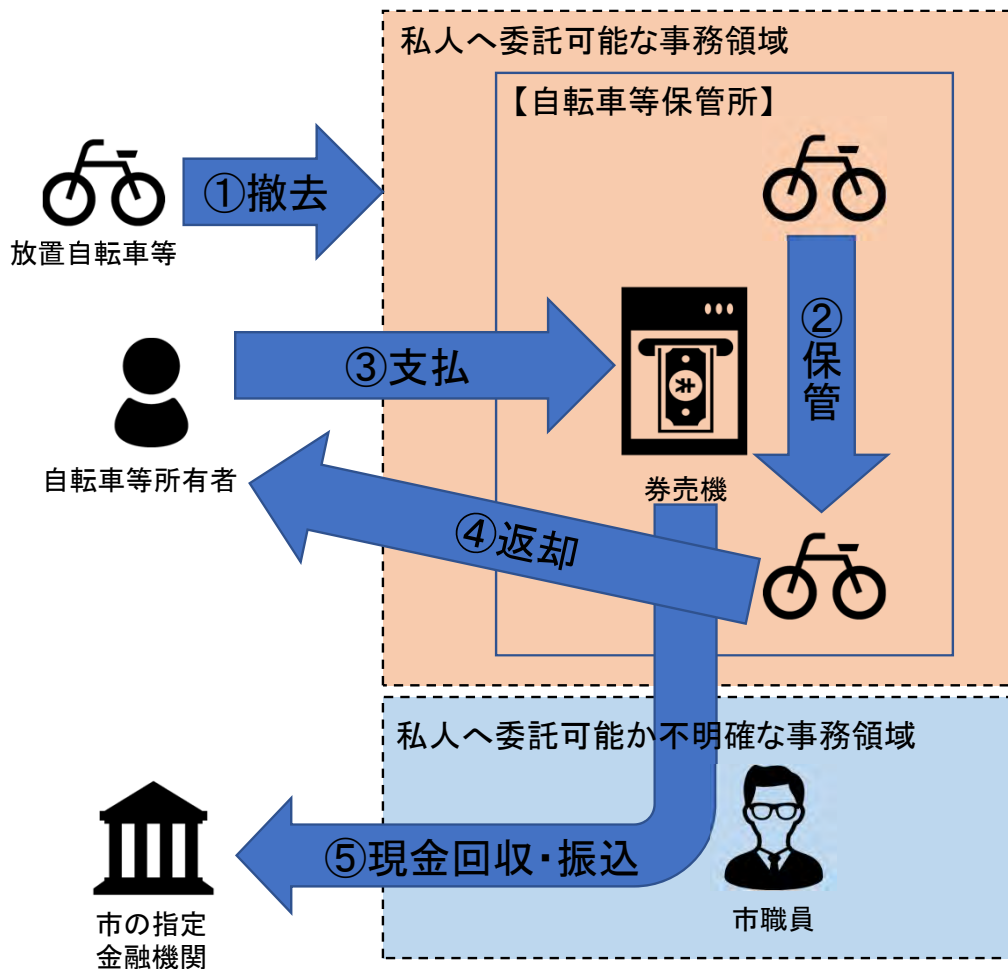 私人へ委託可能な事務領域
【自転車等保管所】
①撤去
放置自転車等
②保管
③支払
自転車等所有者
券売機
④返却
私人へ委託可能か不明確な事務領域
⑤現金回収・振込
市職員
市の指定
金融機関